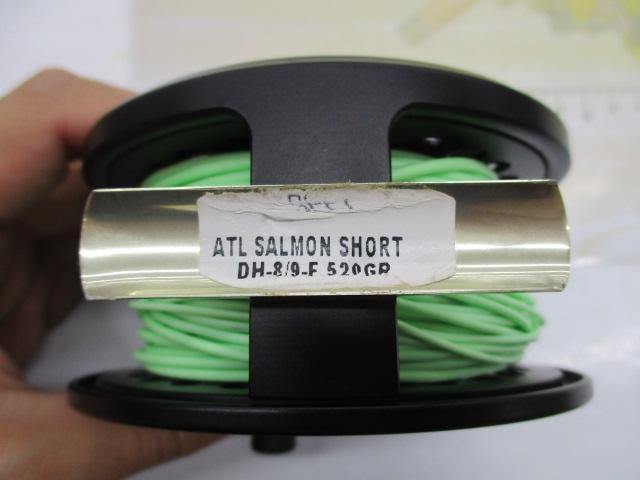 ATL SALMON SHORT
DH-8/9-F 520GR